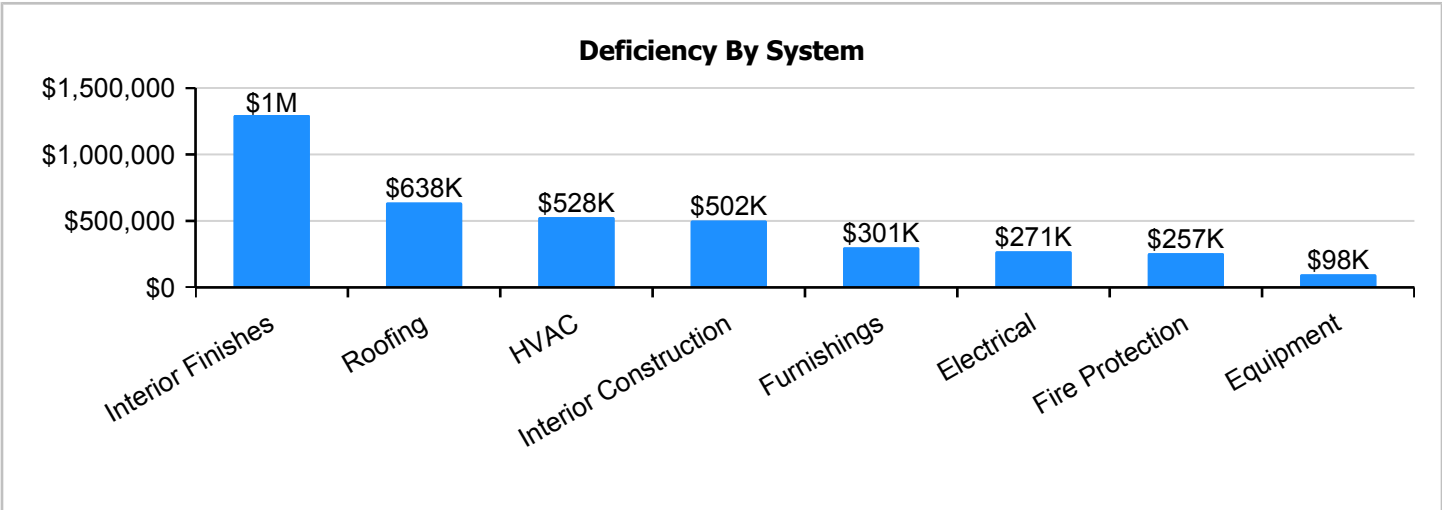 Deficiency By System
$1,500,000
$1,000,000
$500,000
$0
$1M
$638K
$528K
$502K
$301K
$271K
$257K
$98K
Interior Finishes
Roofing
HVAC
Interior Construction
Furnishings
Electrical
Fire Protection
Equipment